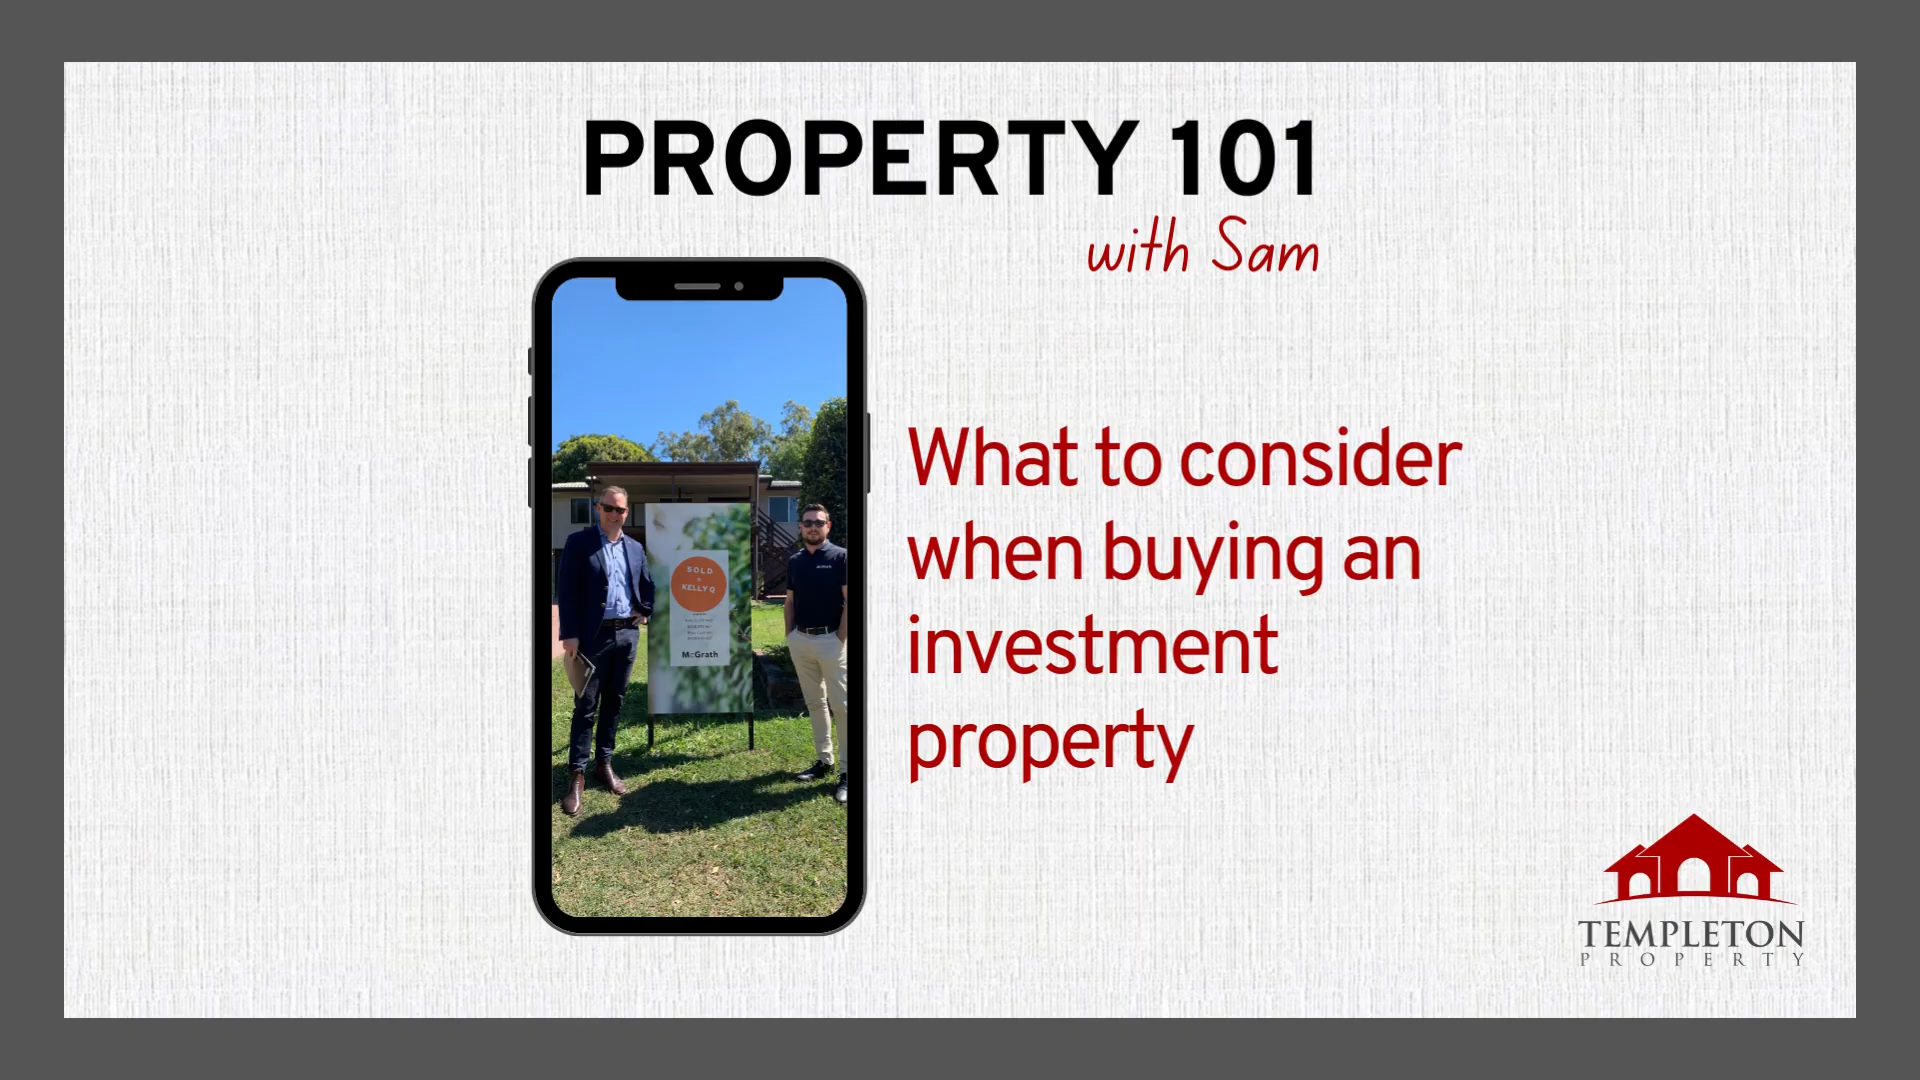 PROPERTY 101
with Sam
What to consider
when buying an
investment
property
SOLD
KELLY Q
McGrath
TEMPLETON
PROPERTY